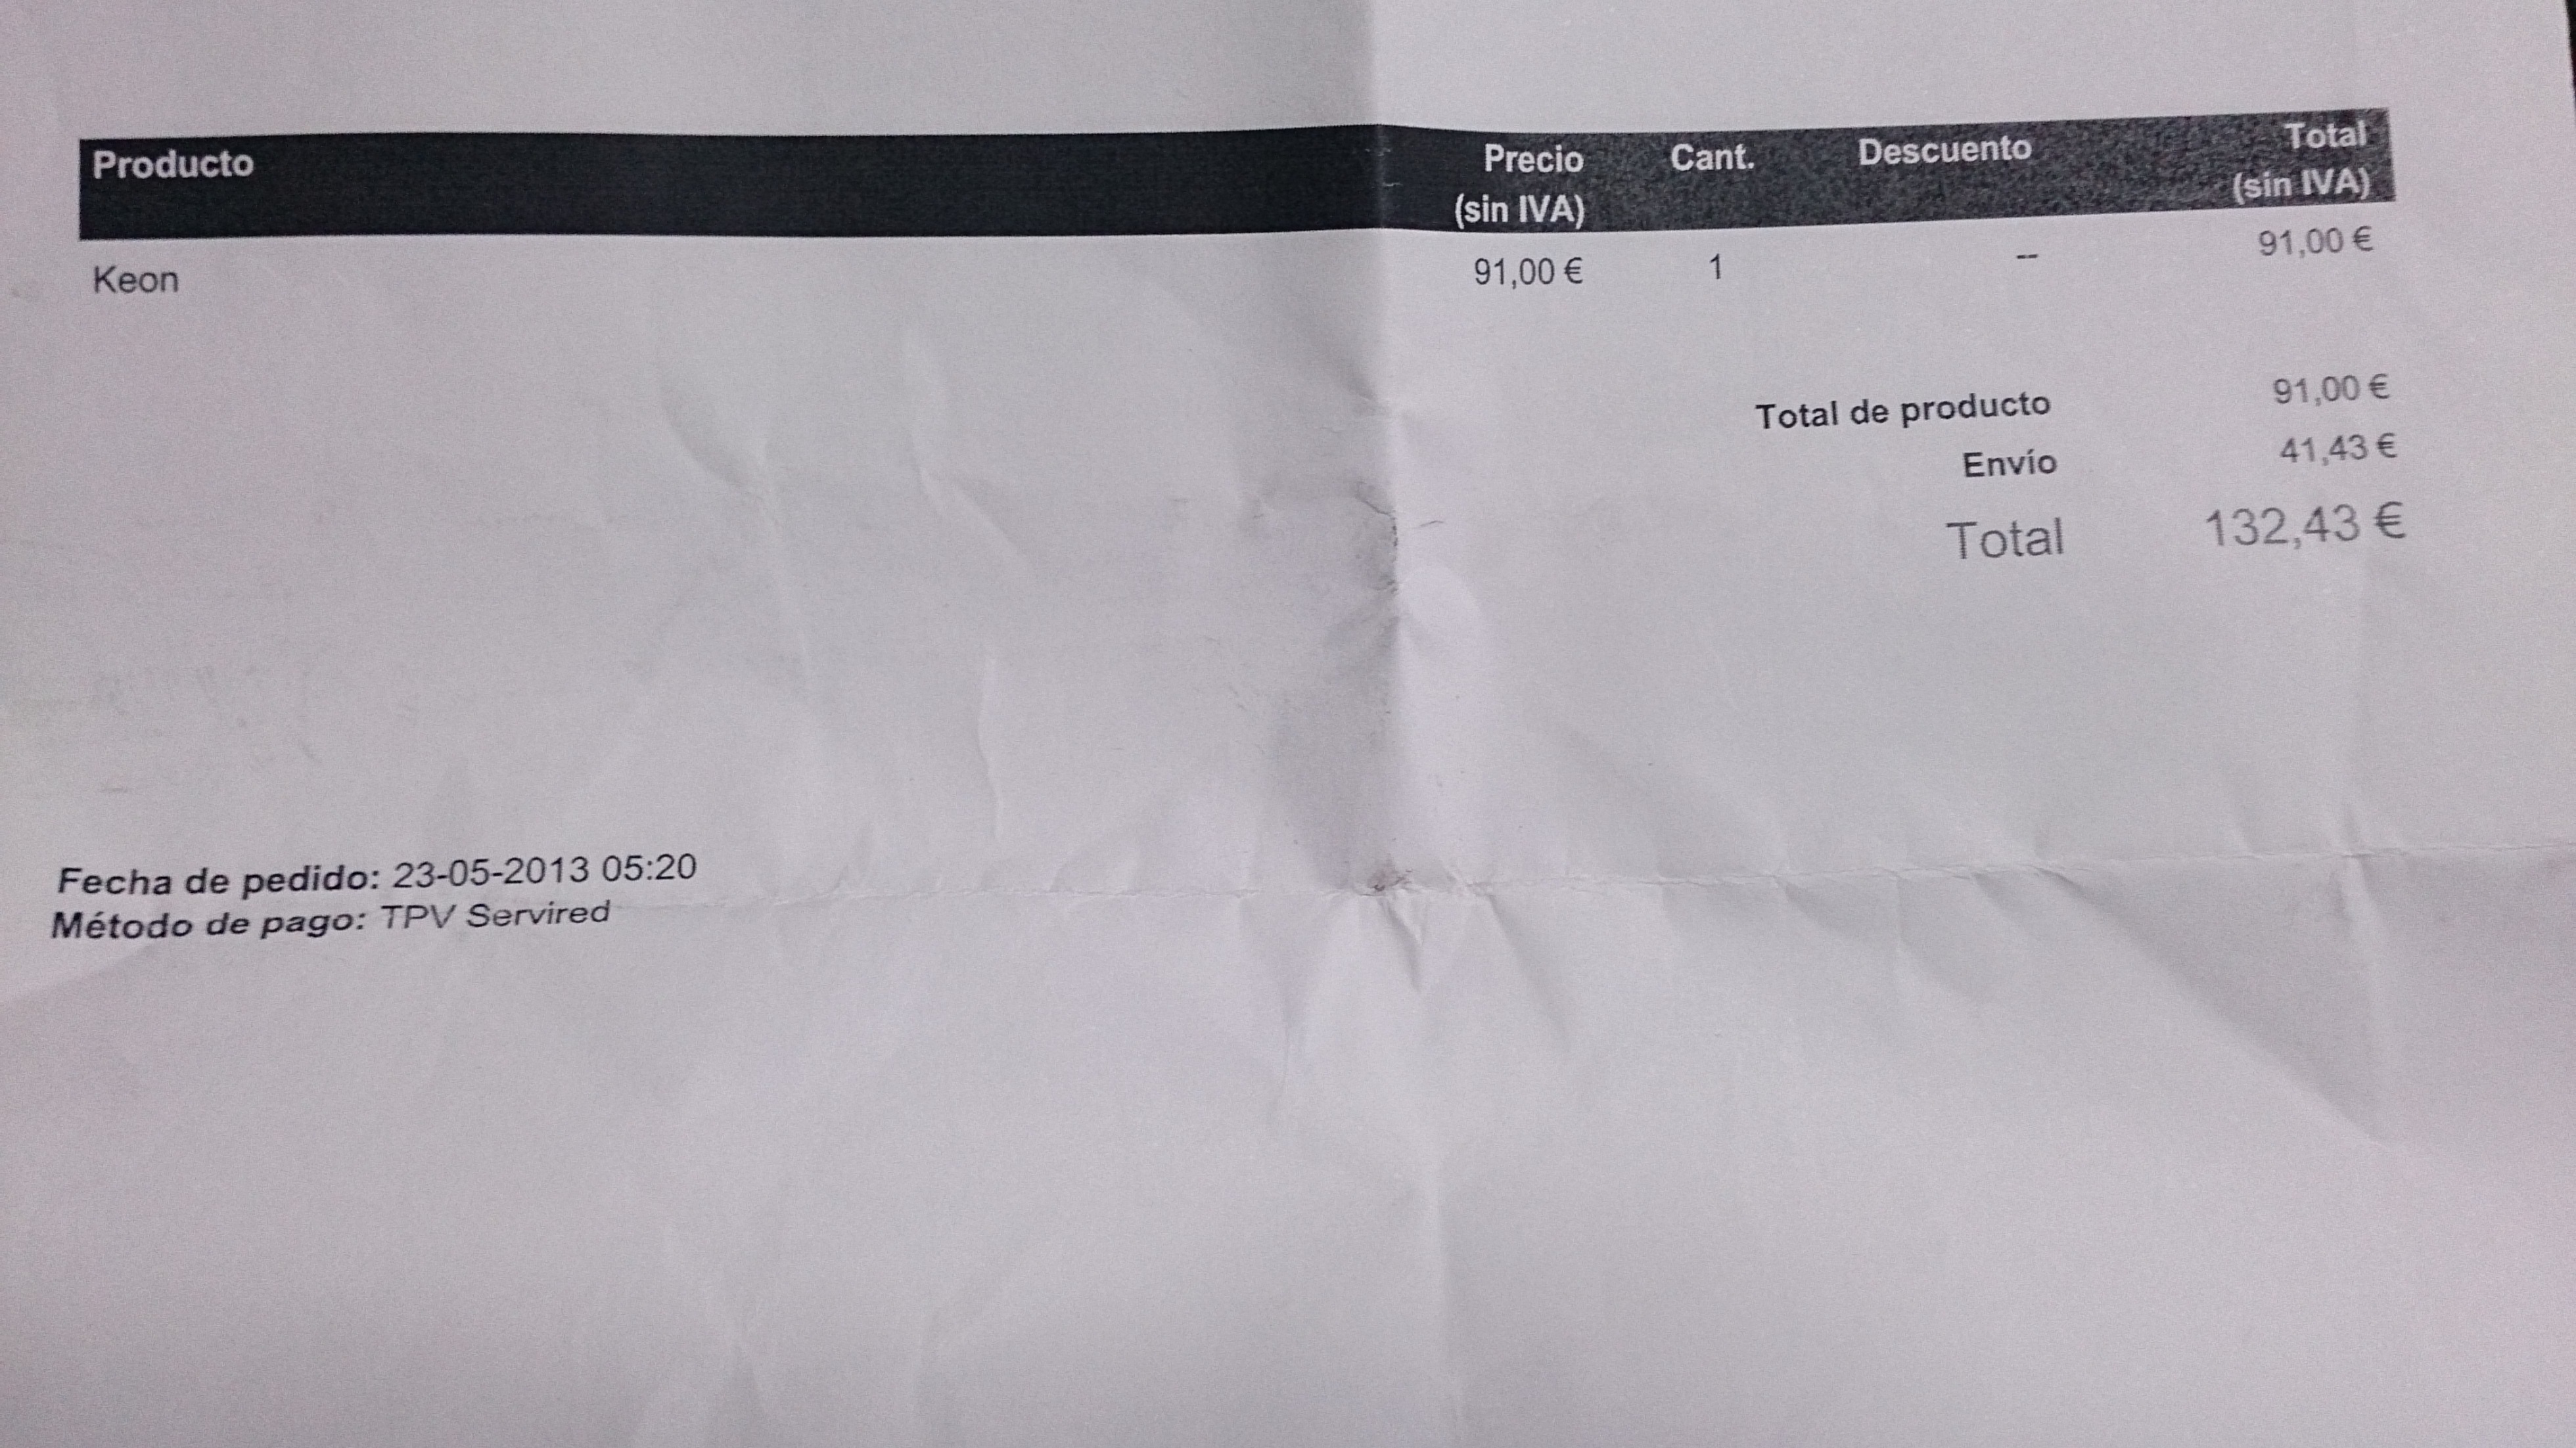 Producto Precio (sin IVA) Cant. Descuento Total (sin IVA)
Keon 91,00 € 1 -- 91,00 €
Total de producto 91,00 €
Envío 41,43 €
Total 132,43 €
Fecha de pedido: 23-05-2013 05:20
Método de pago: TPV Servired